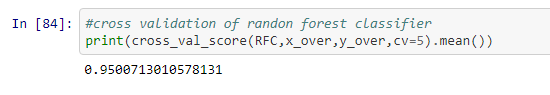 In [84]: #cross validation of randon forest classifier
print(cross_val_score(RFC,x_over,y_over,cv=5).mean())
0.9500713010578131